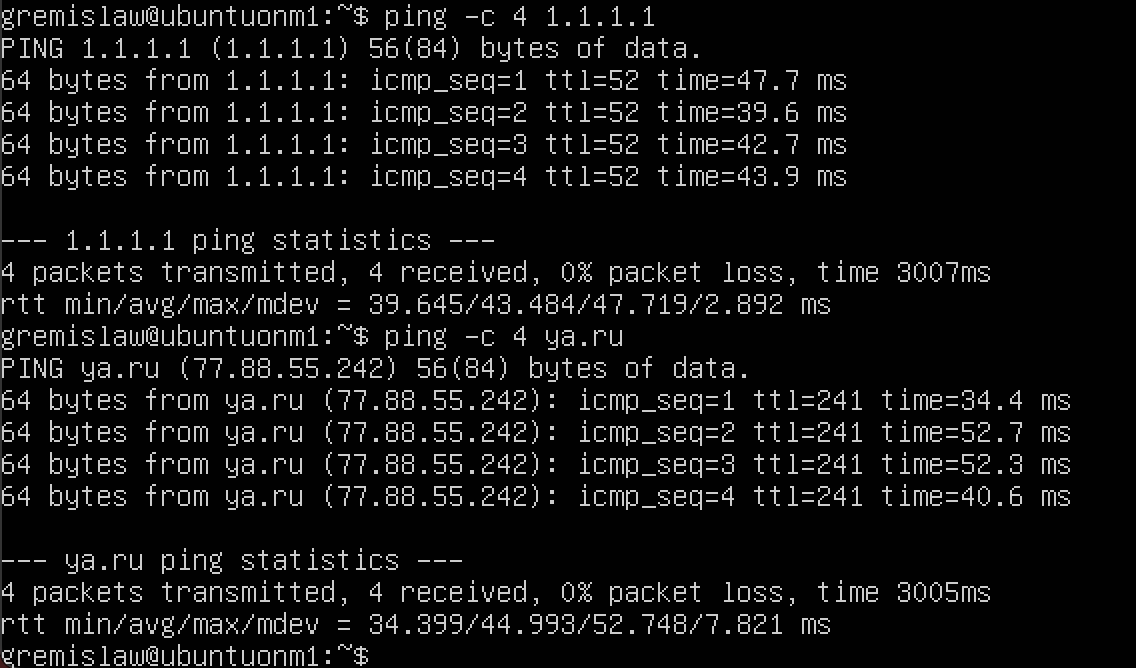 gremislaw@ubuntuonm1:~$ ping -c 4 1.1.1.1
PING 1.1.1.1 (1.1.1.1) 56(84) bytes of data.
64 bytes from 1.1.1.1: icmp_seq=1 ttl=52 time=47.7 ms
64 bytes from 1.1.1.1: icmp_seq=2 ttl=52 time=39.6 ms
64 bytes from 1.1.1.1: icmp_seq=3 ttl=52 time=42.7 ms
64 bytes from 1.1.1.1: icmp_seq=4 ttl=52 time=43.9 ms

--- 1.1.1.1 ping statistics ---
4 packets transmitted, 4 received, 0% packet loss, time 3007ms
rtt min/avg/max/mdev = 39.645/43.484/47.719/2.892 ms
gremislaw@ubuntuonm1:~$ ping -c 4 ya.ru
PING ya.ru (77.88.55.242) 56(84) bytes of data.
64 bytes from ya.ru (77.88.55.242): icmp_seq=1 ttl=241 time=34.4 ms
64 bytes from ya.ru (77.88.55.242): icmp_seq=2 ttl=241 time=52.7 ms
64 bytes from ya.ru (77.88.55.242): icmp_seq=3 ttl=241 time=52.3 ms
64 bytes from ya.ru (77.88.55.242): icmp_seq=4 ttl=241 time=40.6 ms

--- ya.ru ping statistics ---
4 packets transmitted, 4 received, 0% packet loss, time 3005ms
rtt min/avg/max/mdev = 34.399/44.993/52.748/7.821 ms
gremislaw@ubuntuonm1:~$